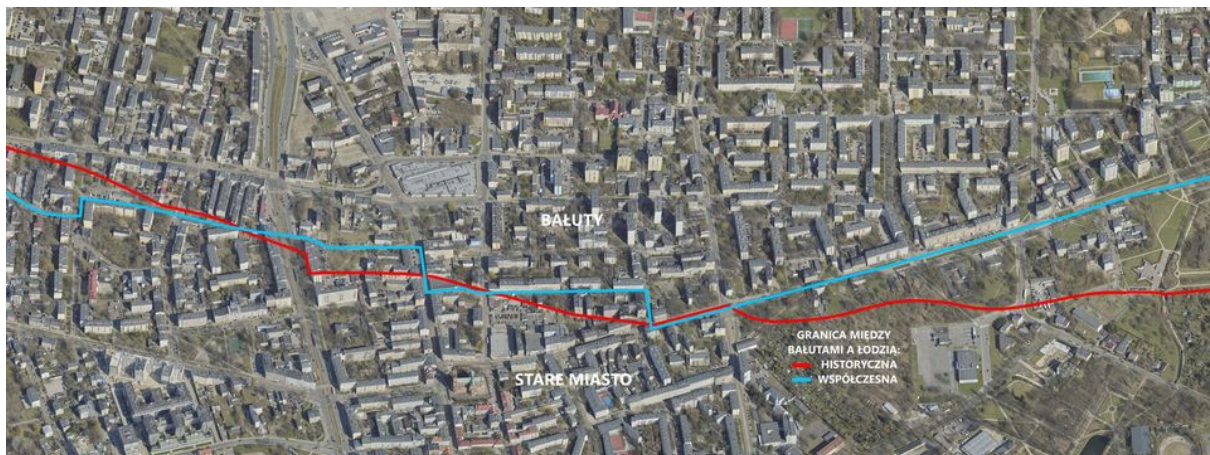 BAŁUTY
STARE MIASTO
GRANICA MIĘDZY
BAŁUTAMI A ŁODZIĄ:
HISTORYCZNA
WSPÓŁCZESNA